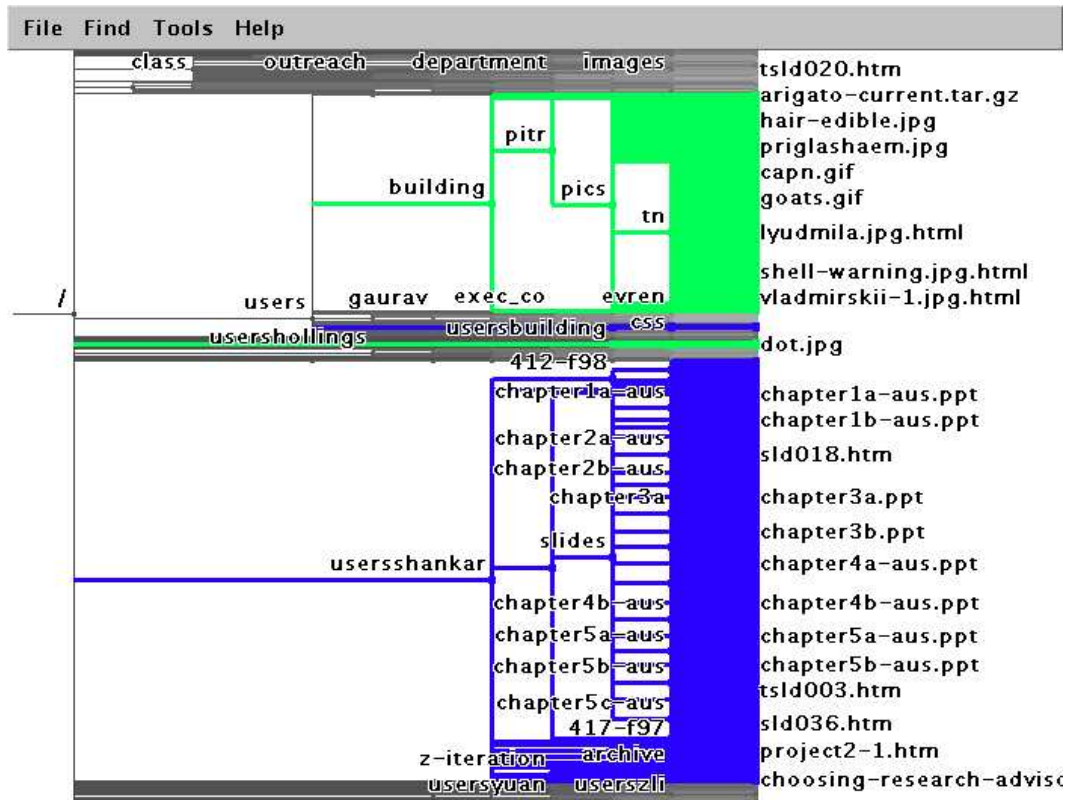 File Find Tools Help
class outreach department images
tsld020.htm
arigato-current.tar.gz
hair-edible.jpg
pitr
priglashaem.jpg
building pics
capn.gif
goats.gif
tn
lyudmila.jpg.html
shell-warning.jpg.html
/ users gaurav exec_co evren
vladmirskii-1.jpg.html
usershollings usersbuilding css
dot.jpg
412-f98
chapter1a-aus
chapter1a-aus.ppt
chapter1b-aus.ppt
chapter2a-aus
sld018.htm
chapter2b-aus
chapter3a
chapter3a.ppt
chapter3b.ppt
slides
usersshankar
chapter4a-aus.ppt
chapter4b-aus
chapter4b-aus.ppt
chapter5a-aus
chapter5a-aus.ppt
chapter5b-aus
chapter5b-aus.ppt
tsld003.htm
chapter5c-aus
417-f97
sld036.htm
z-iteration archive
project2-1.htm
usersyuan userszli
choosing-research-adviso